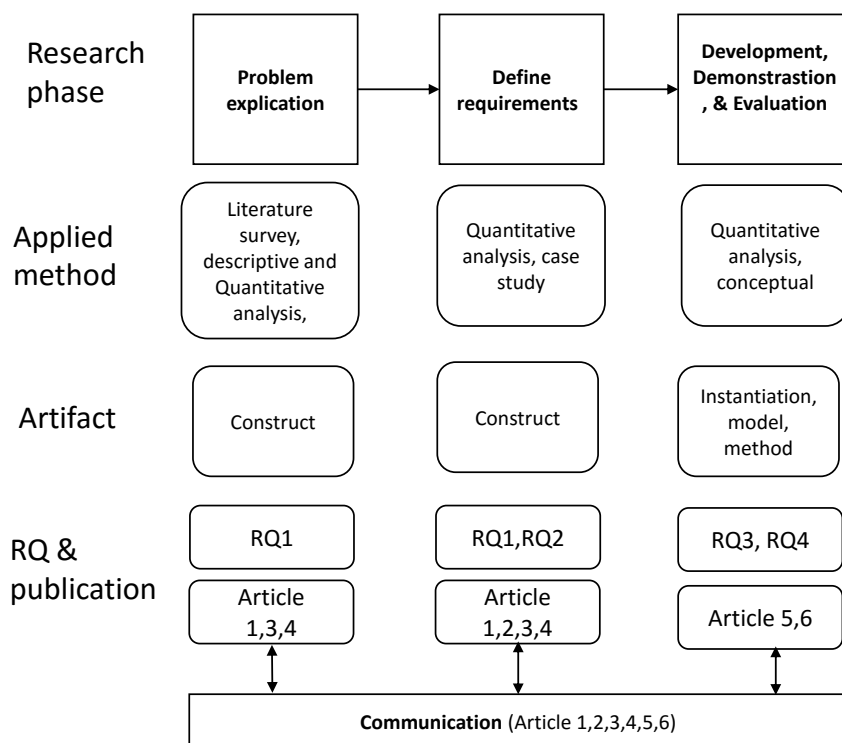 Research
phase
Problem
explication
Define
requirements
Development,
Demonstrastion
, & Evaluation
Applied
method
Literature
survey,
descriptive and
Quantitative
analysis,
Quantitative
analysis, case
study
Quantitative
analysis,
conceptual
Artifact
Construct
Construct
Instantiation,
model,
method
RQ &
publication
RQ1
RQ1,RQ2
RQ3, RQ4
Article
1,3,4
Article
1,2,3,4
Article 5,6
Communication (Article 1,2,3,4,5,6)